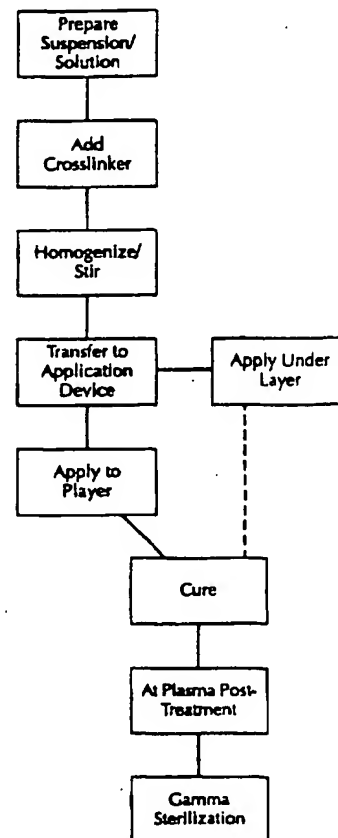 Prepare
Suspension/
Solution
Add
Crosslinker
Homogenize/
Stir
Transfer to
Application
Device
Apply Under
Layer
Apply to
Player
Cure
At Plasma Post-
Treatment
Gamma
Sterilization